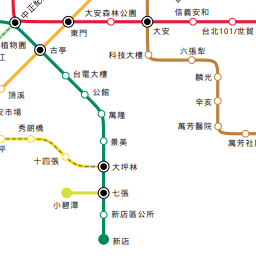 中正紀
大安森林公園
信義安和
東門
大安
台北101/世貿
植物園
古亭
科技大樓
六張犁
江
台電大樓
麟光
頂溪
公館
辛亥
安市場
萬隆
萬芳醫院
秀朗橋
景美
萬芳社區
平
十四張
大坪林
七張
小碧潭
新店區公所
新店